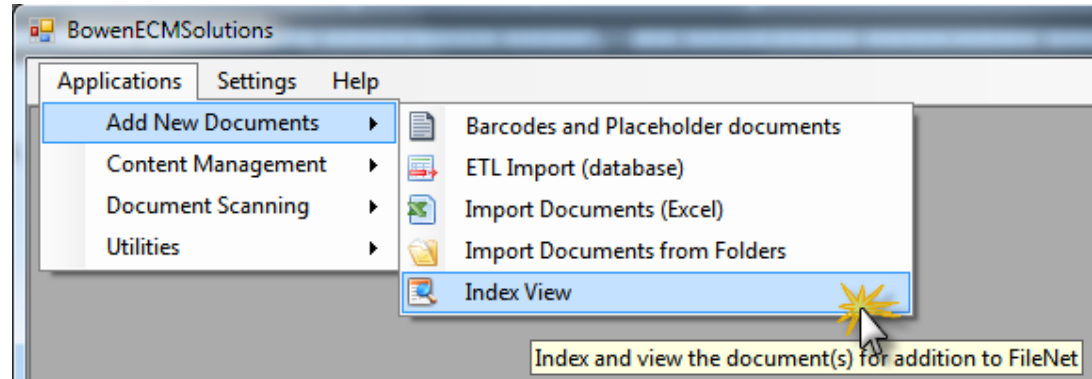 BowenECMSolutions
Applications Settings Help
Add New Documents
Barcodes and Placeholder documents
Content Management
ETL Import (database)
Document Scanning
Import Documents (Excel)
Utilities
Import Documents from Folders
Index View
Index and view the document(s) for addition to FileNet